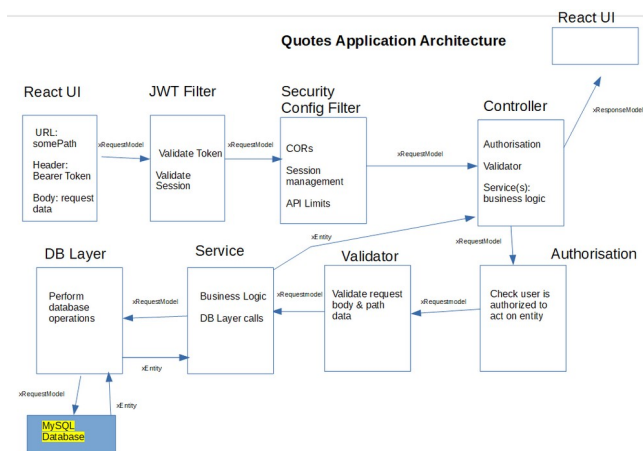 React UI
Quotes Application Architecture
React UI
JWT Filter
Security
Config Filter
Controller
xResponseModel
URL:
somePath
Header:
Bearer Token
Body: request
data
xRequestModel
Validate Token
Validate
Session
xRequestModel
CORs
Session
management
API Limits
xRequestModel
Authorisation
Validator
Service(s):
business logic
xEntity
xRequestModel
DB Layer
Service
Validator
Authorisation
Perform
database
operations
xRequestModel
Business Logic
DB Layer calls
xRequestmodel
Validate request
body & path
data
xRequestmodel
Check user is
authorized to
act on entity
xEntity
xRequestModel
xEntity
MySQL
Database